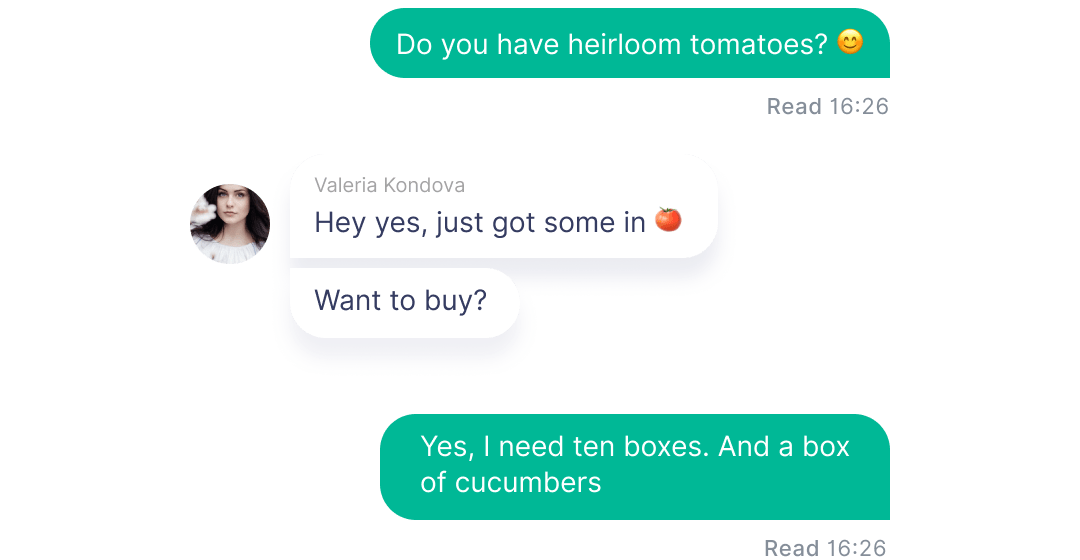 Do you have heirloom tomatoes? 😊
Read 16:26
Valeria Kondova
Hey yes, just got some in 🍅
Want to buy?
Yes, I need ten boxes. And a box
of cucumbers
Read 16:26